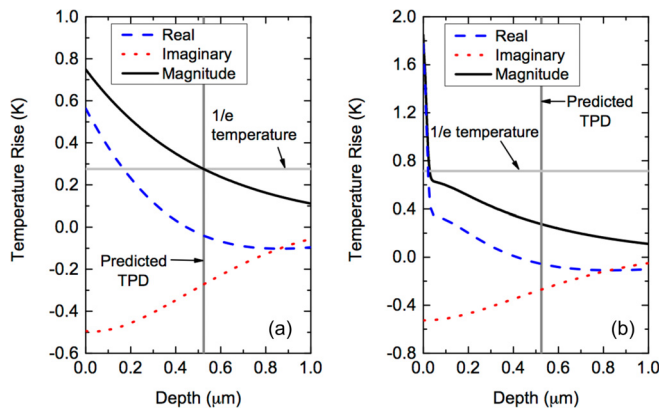 1.0
0.8
0.6
0.4
0.2
0.0
-0.2
-0.4
-0.6
Temperature Rise (K)
Real
Imaginary
Magnitude
1/e
temperature
Predicted
TPD
(a)
0.0 0.2 0.4 0.6 0.8 1.0
Depth (μm)
2.0
1.6
1.2
0.8
0.4
0.0
-0.4
-0.8
Temperature Rise (K)
Real
Imaginary
Magnitude
Predicted
TPD
1/e temperature
(b)
0.0 0.2 0.4 0.6 0.8 1.0
Depth (μm)